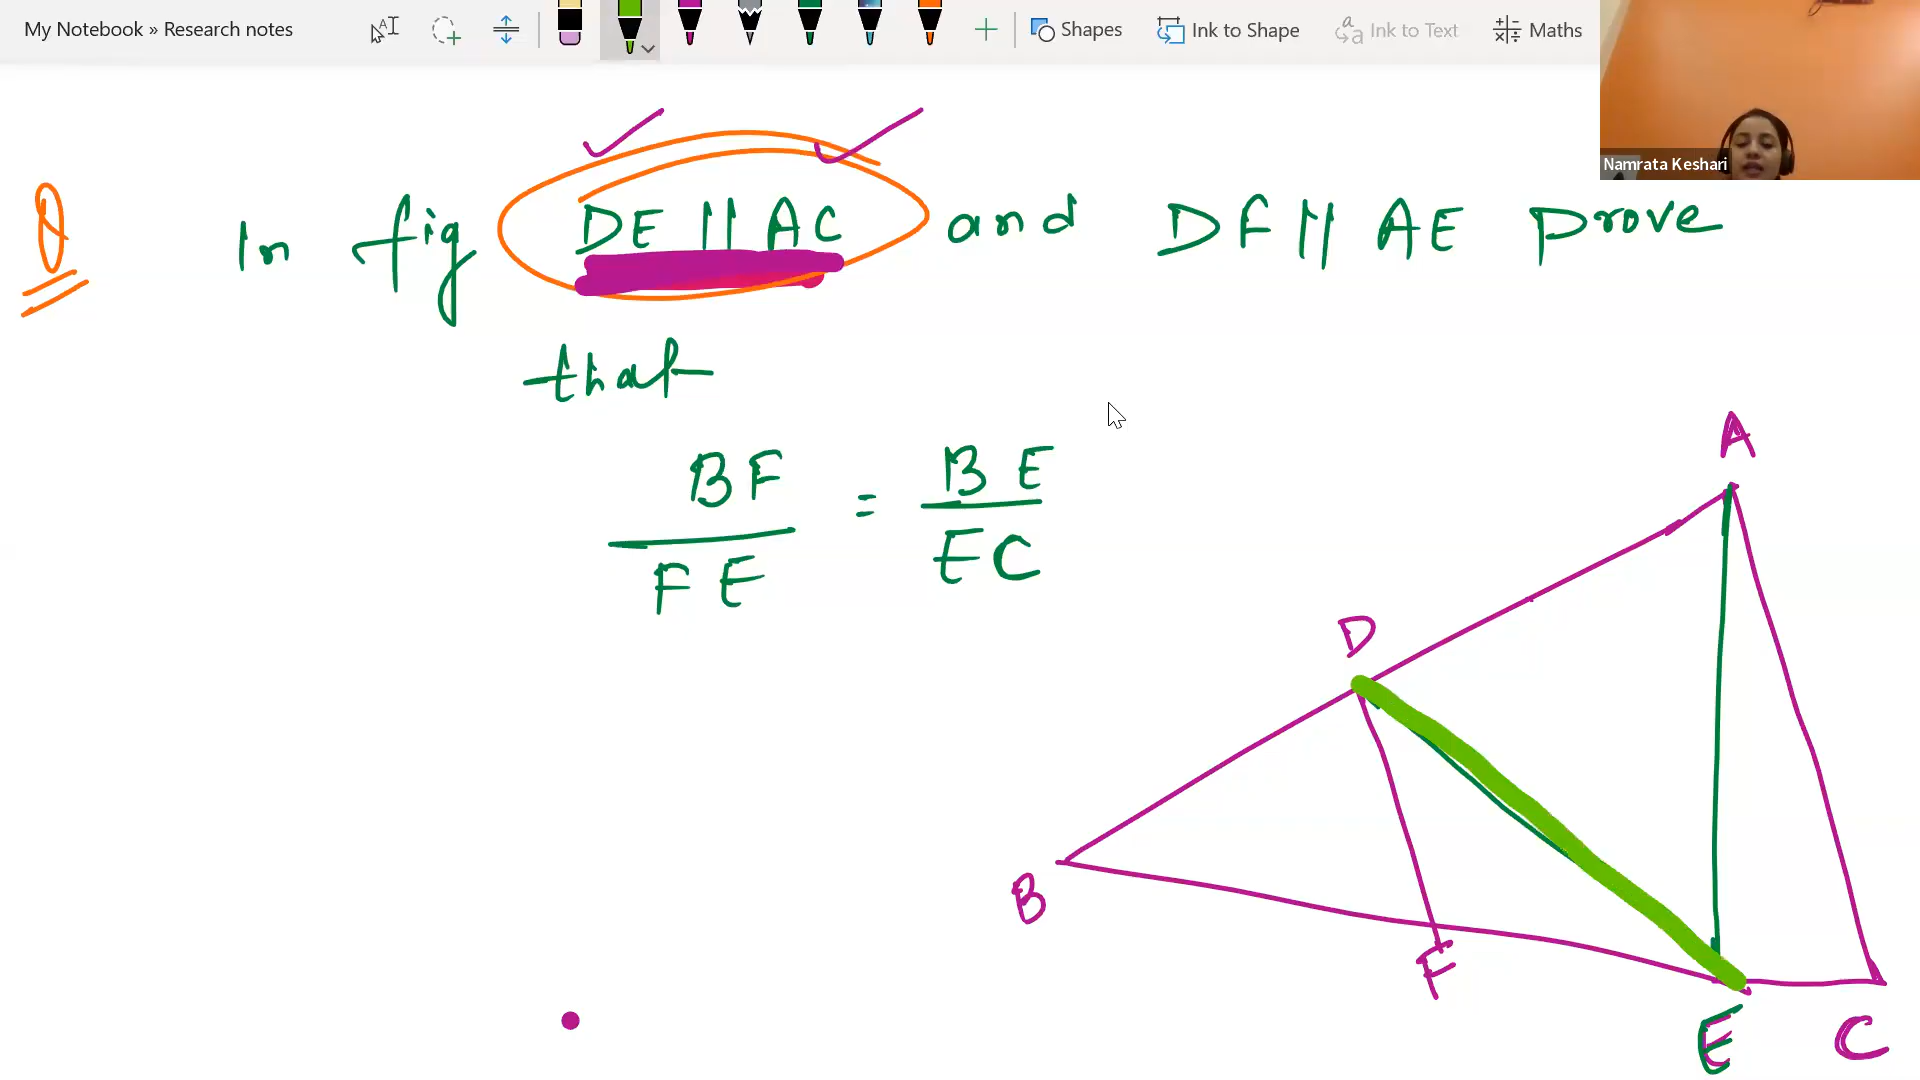 My Notebook » Research notes
Shapes
Ink to Shape
Ink to Text
Maths
Namrata Keshari
Q In fig DE || AC and DF || AE Prove
that
BF = BE
FE EC
A
D
B
F
E
C